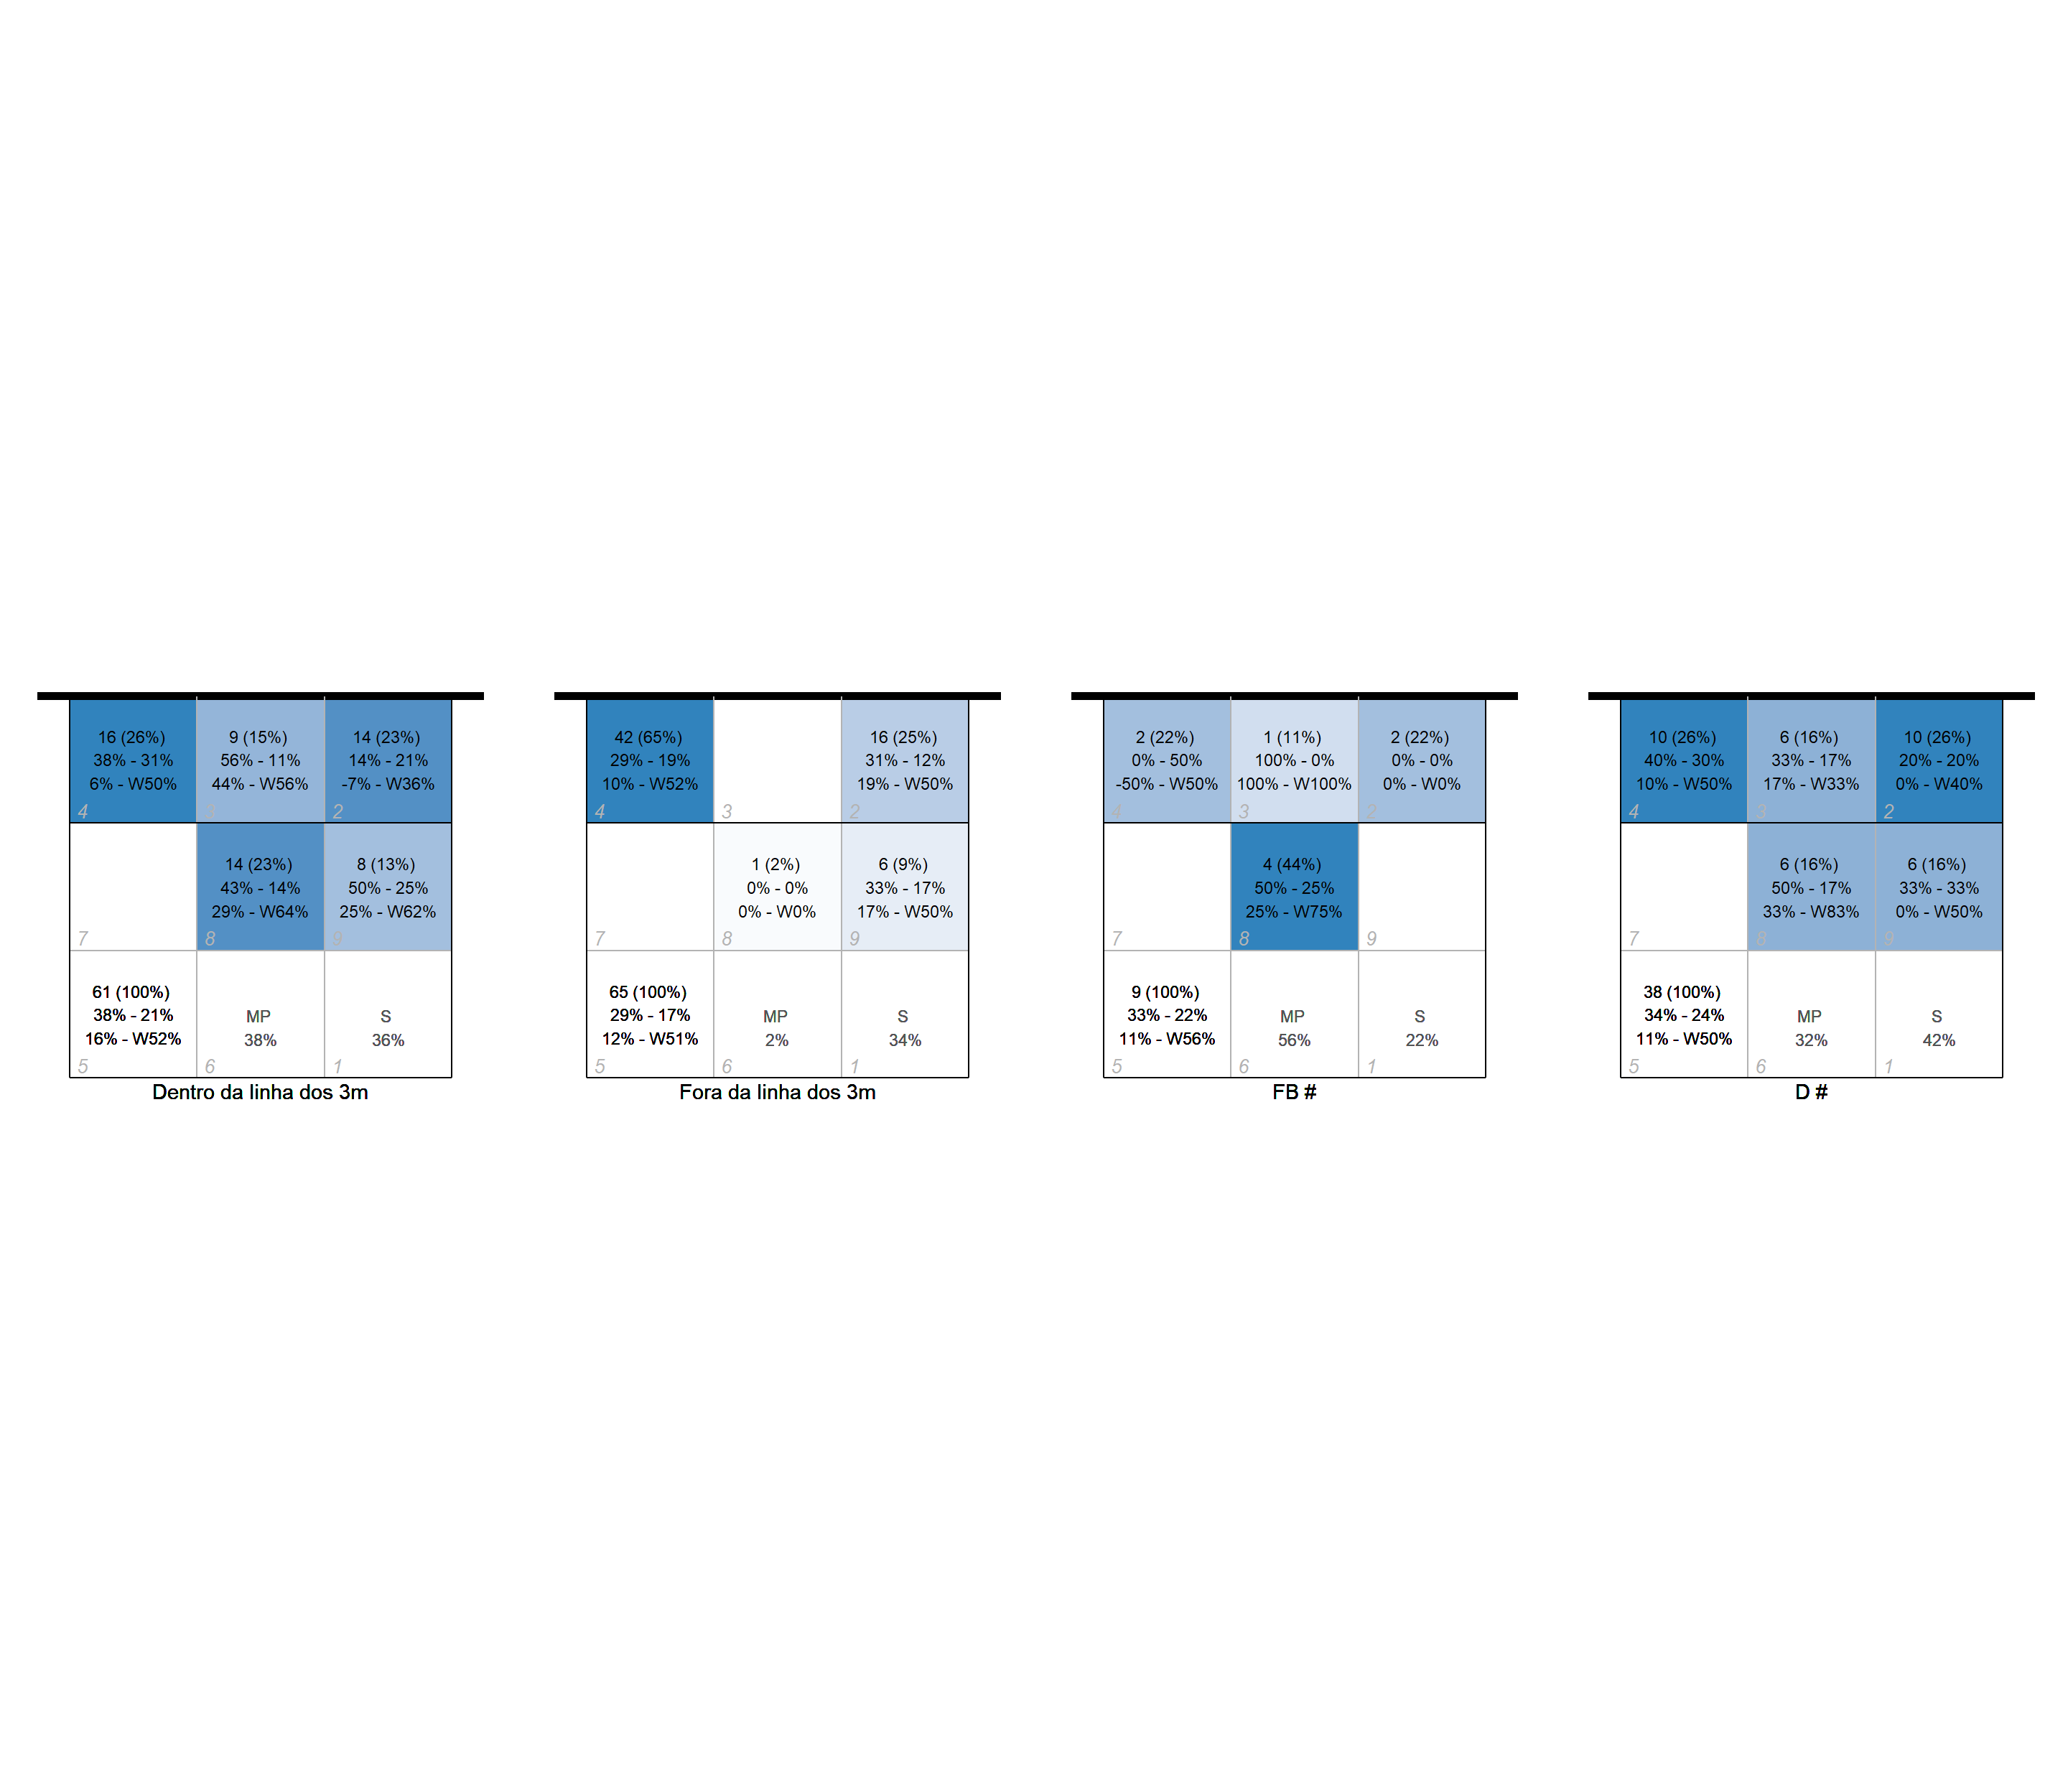 16 (26%)
38% - 31%
6% - W50%
4
9 (15%)
56% - 11%
44% - W56%
3
14 (23%)
14% - 21%
-7% - W36%
2
7
14 (23%)
43% - 14%
29% - W64%
8
8 (13%)
50% - 25%
25% - W62%
9
61 (100%)
38% - 21%
16% - W52%
5
MP
38%
6
S
36%
1
Dentro da linha dos 3m
42 (65%)
29% - 19%
10% - W52%
4
3
16 (25%)
31% - 12%
19% - W50%
2
7
1 (2%)
0% - 0%
0% - W0%
8
6 (9%)
33% - 17%
17% - W50%
9
65 (100%)
29% - 17%
12% - W51%
5
MP
2%
6
S
34%
1
Fora da linha dos 3m
2 (22%)
0% - 50%
-50% - W50%
4
1 (11%)
100% - 0%
100% - W100%
3
2 (22%)
0% - 0%
0% - W0%
2
7
4 (44%)
50% - 25%
25% - W75%
8
9
9 (100%)
33% - 22%
11% - W56%
5
MP
56%
6
S
22%
1
FB #
10 (26%)
40% - 30%
10% - W50%
4
6 (16%)
33% - 17%
17% - W33%
3
10 (26%)
20% - 20%
0% - W40%
2
7
6 (16%)
50% - 17%
33% - W83%
8
6 (16%)
33% - 33%
0% - W50%
9
38 (100%)
34% - 24%
11% - W50%
5
MP
32%
6
S
42%
1
D #